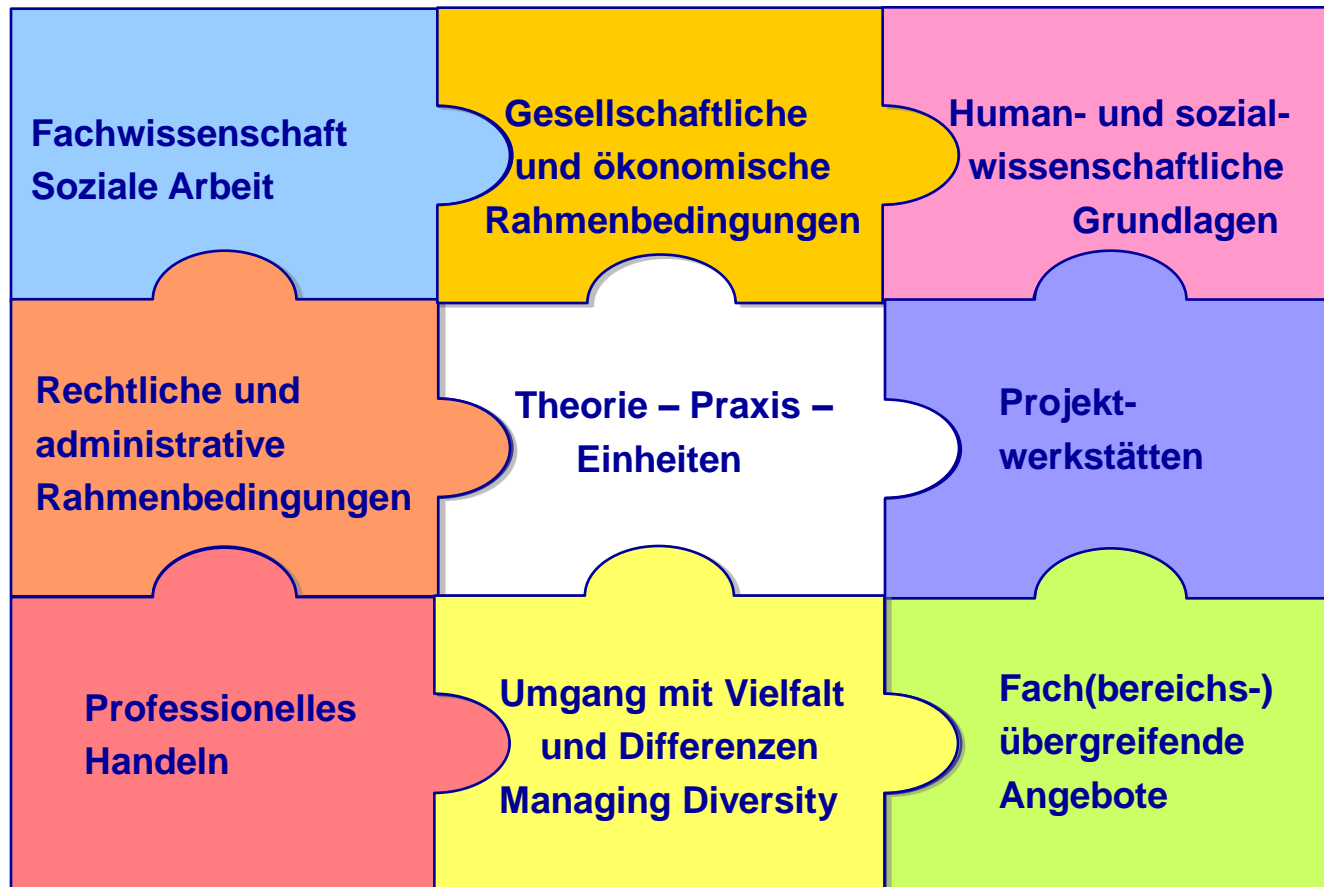 Fachwissenschaft
Soziale Arbeit
Gesellschaftliche
und ökonomische
Rahmenbedingungen
Human- und sozial-
wissenschaftliche
Grundlagen
Rechtliche und
administrative
Rahmenbedingungen
Theorie – Praxis –
Einheiten
Projekt-
werkstätten
Professionelles
Handeln
Umgang mit Vielfalt
und Differenzen
Managing Diversity
Fach(bereichs-)
übergreifende
Angebote